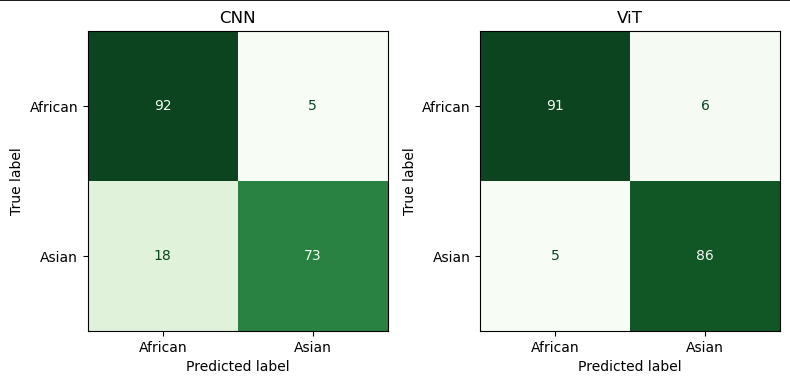 CNN
True label
African
92
5
Asian
18
73
African
Asian
Predicted label
ViT
True label
African
91
6
Asian
5
86
African
Asian
Predicted label